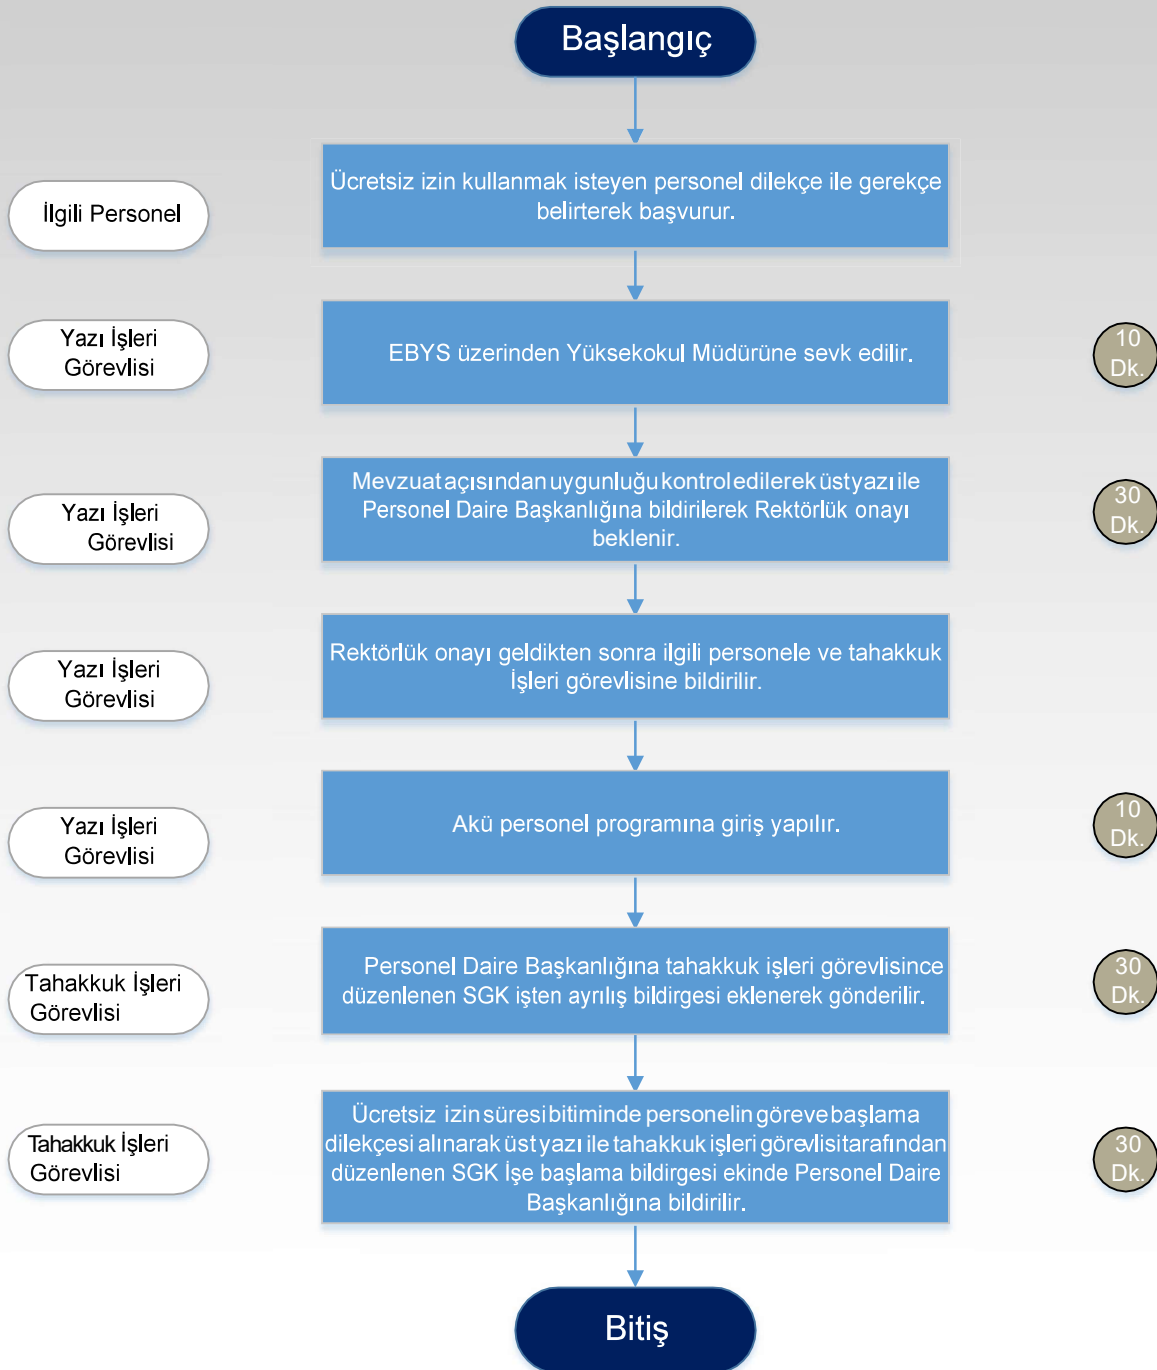 Başlangıç
İlgili Personel
Ücretsiz izin kullanmak isteyen personel dilekçe ile gerekçe
belirterek başvurur.
Yazı İşleri
Görevlisi
EBYS üzerinden Yüksekokul Müdürüne sevk edilir.
10
Dk.
Yazı İşleri
Görevlisi
Mevzuat açısından uygunluğu kontrol edilerek üst yazı ile
Personel Daire Başkanlığına bildirilerek Rektörlük onayı
beklenir.
30
Dk.
Yazı İşleri
Görevlisi
Rektörlük onayı geldikten sonra ilgili personele ve tahakkuk
İşleri görevlisine bildirilir.
Yazı İşleri
Görevlisi
Akü personel programına giriş yapılır.
10
Dk.
Tahakkuk İşleri
Görevlisi
Personel Daire Başkanlığına tahakkuk işleri görevlisince
düzenlenen SGK işten ayrılış bildirgesi eklenerek gönderilir.
30
Dk.
Tahakkuk İşleri
Görevlisi
Ücretsiz izin süresi bitiminde personelin göreve başlama
dilekçesi alınarak üst yazı ile tahakkuk işleri görevlisi tarafından
düzenlenen SGK İşe başlama bildirgesi ekinde Personel Daire
Başkanlığına bildirilir.
30
Dk.
Bitiş